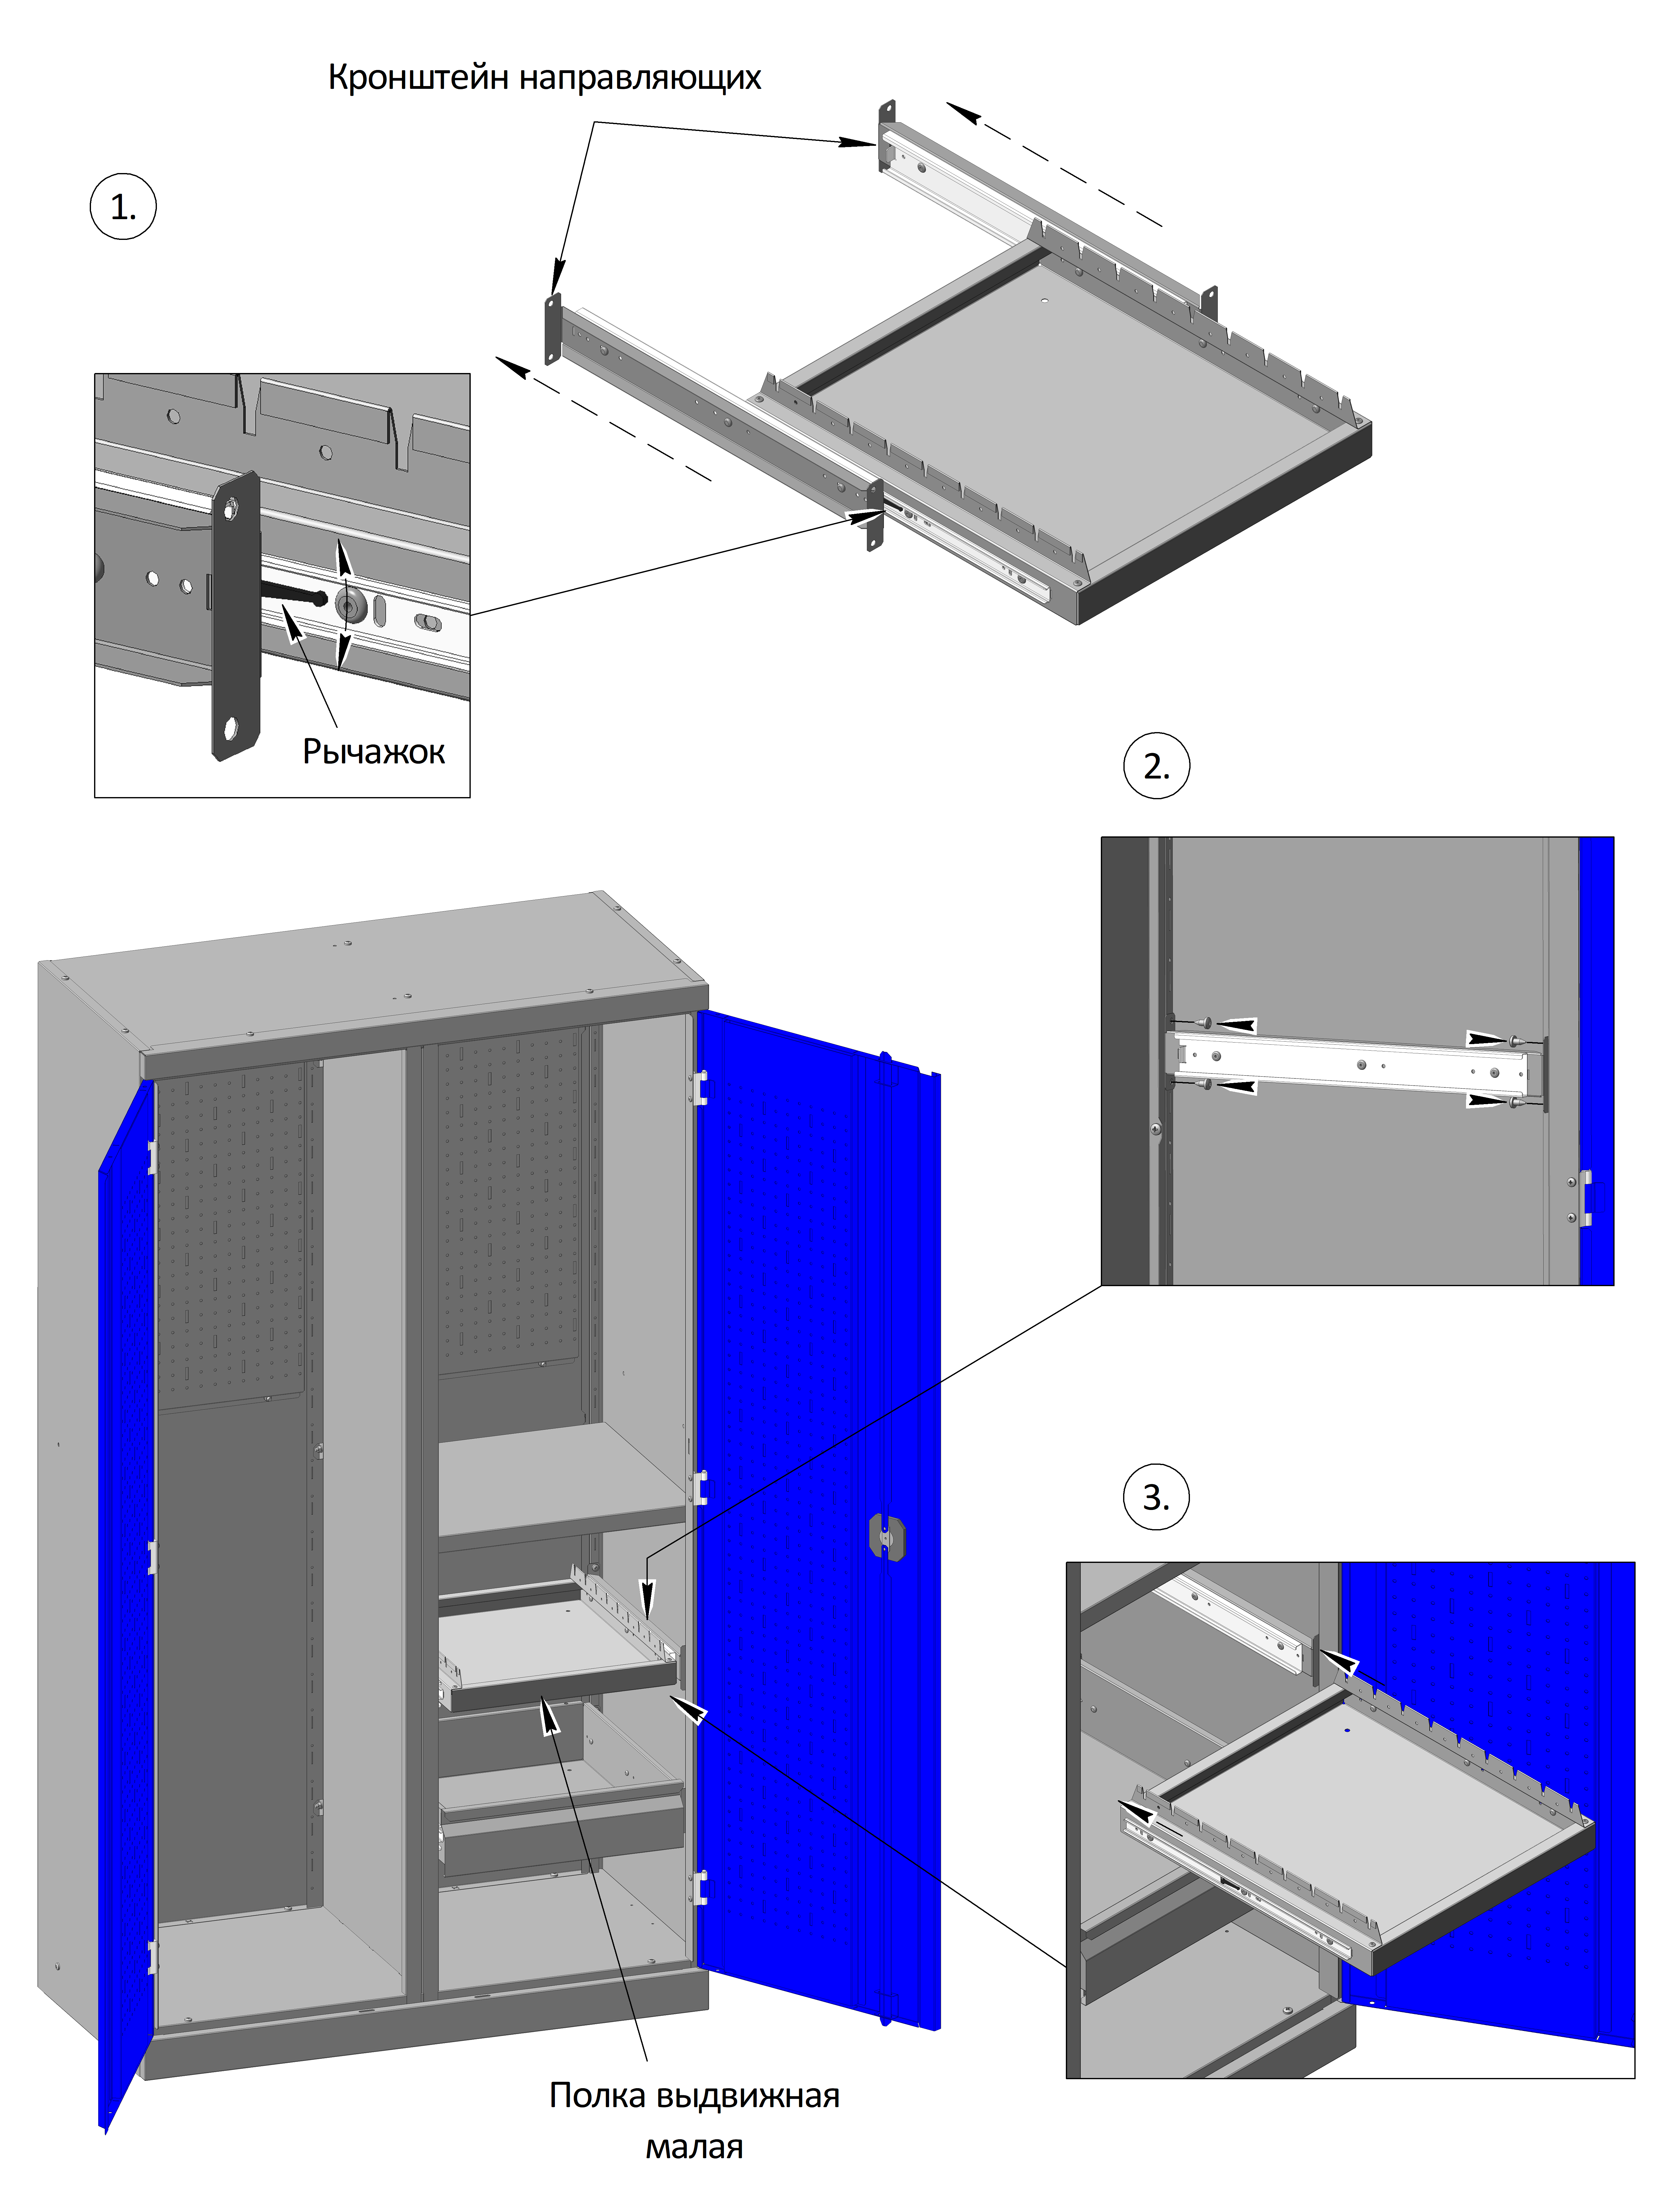 Кронштейн направляющих
1.
Рычажок
2.
3.
Полка выдвижная
малая